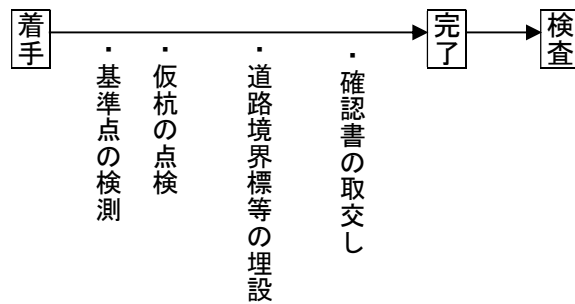 着手
・基準点の検測
・仮杭の点検
・道路境界標等の埋設
・確認書の取交し
完了
検査